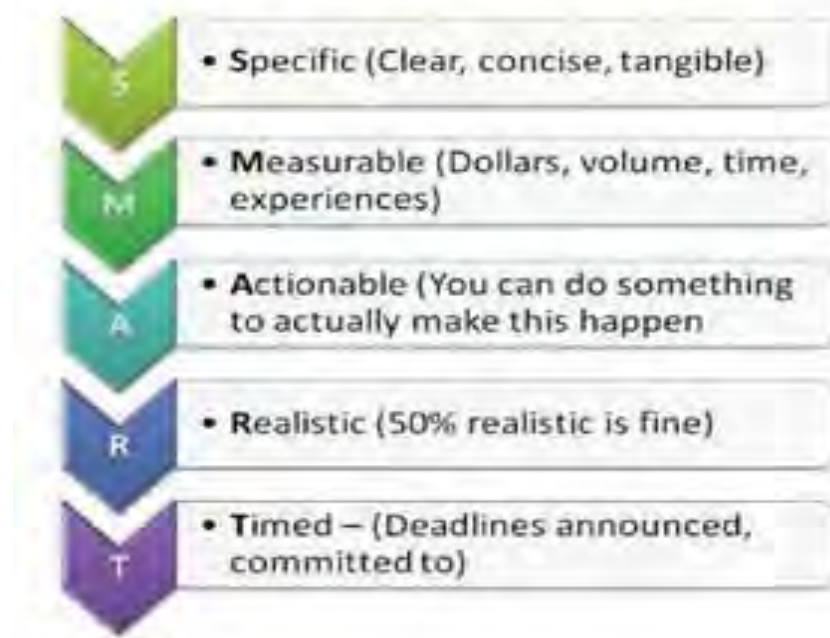 S
• Specific (Clear, concise, tangible)
M
• Measurable (Dollars, volume, time,
experiences)
A
• Actionable (You can do something
to actually make this happen
R
• Realistic (50% realistic is fine)
T
• Timed – (Deadlines announced,
committed to)